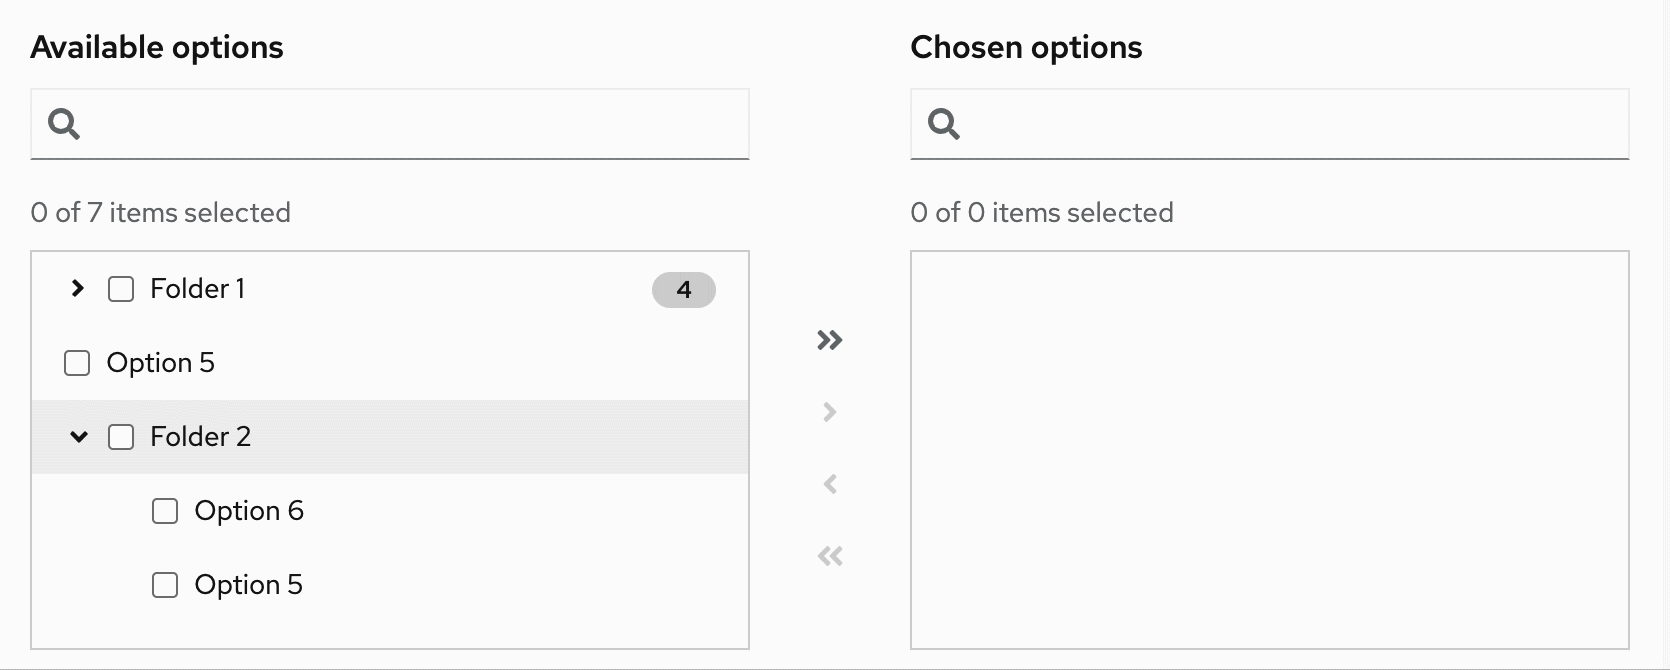 Available options
0 of 7 items selected
Folder 1 4
Option 5
Folder 2
Option 6
Option 5
Chosen options
0 of 0 items selected